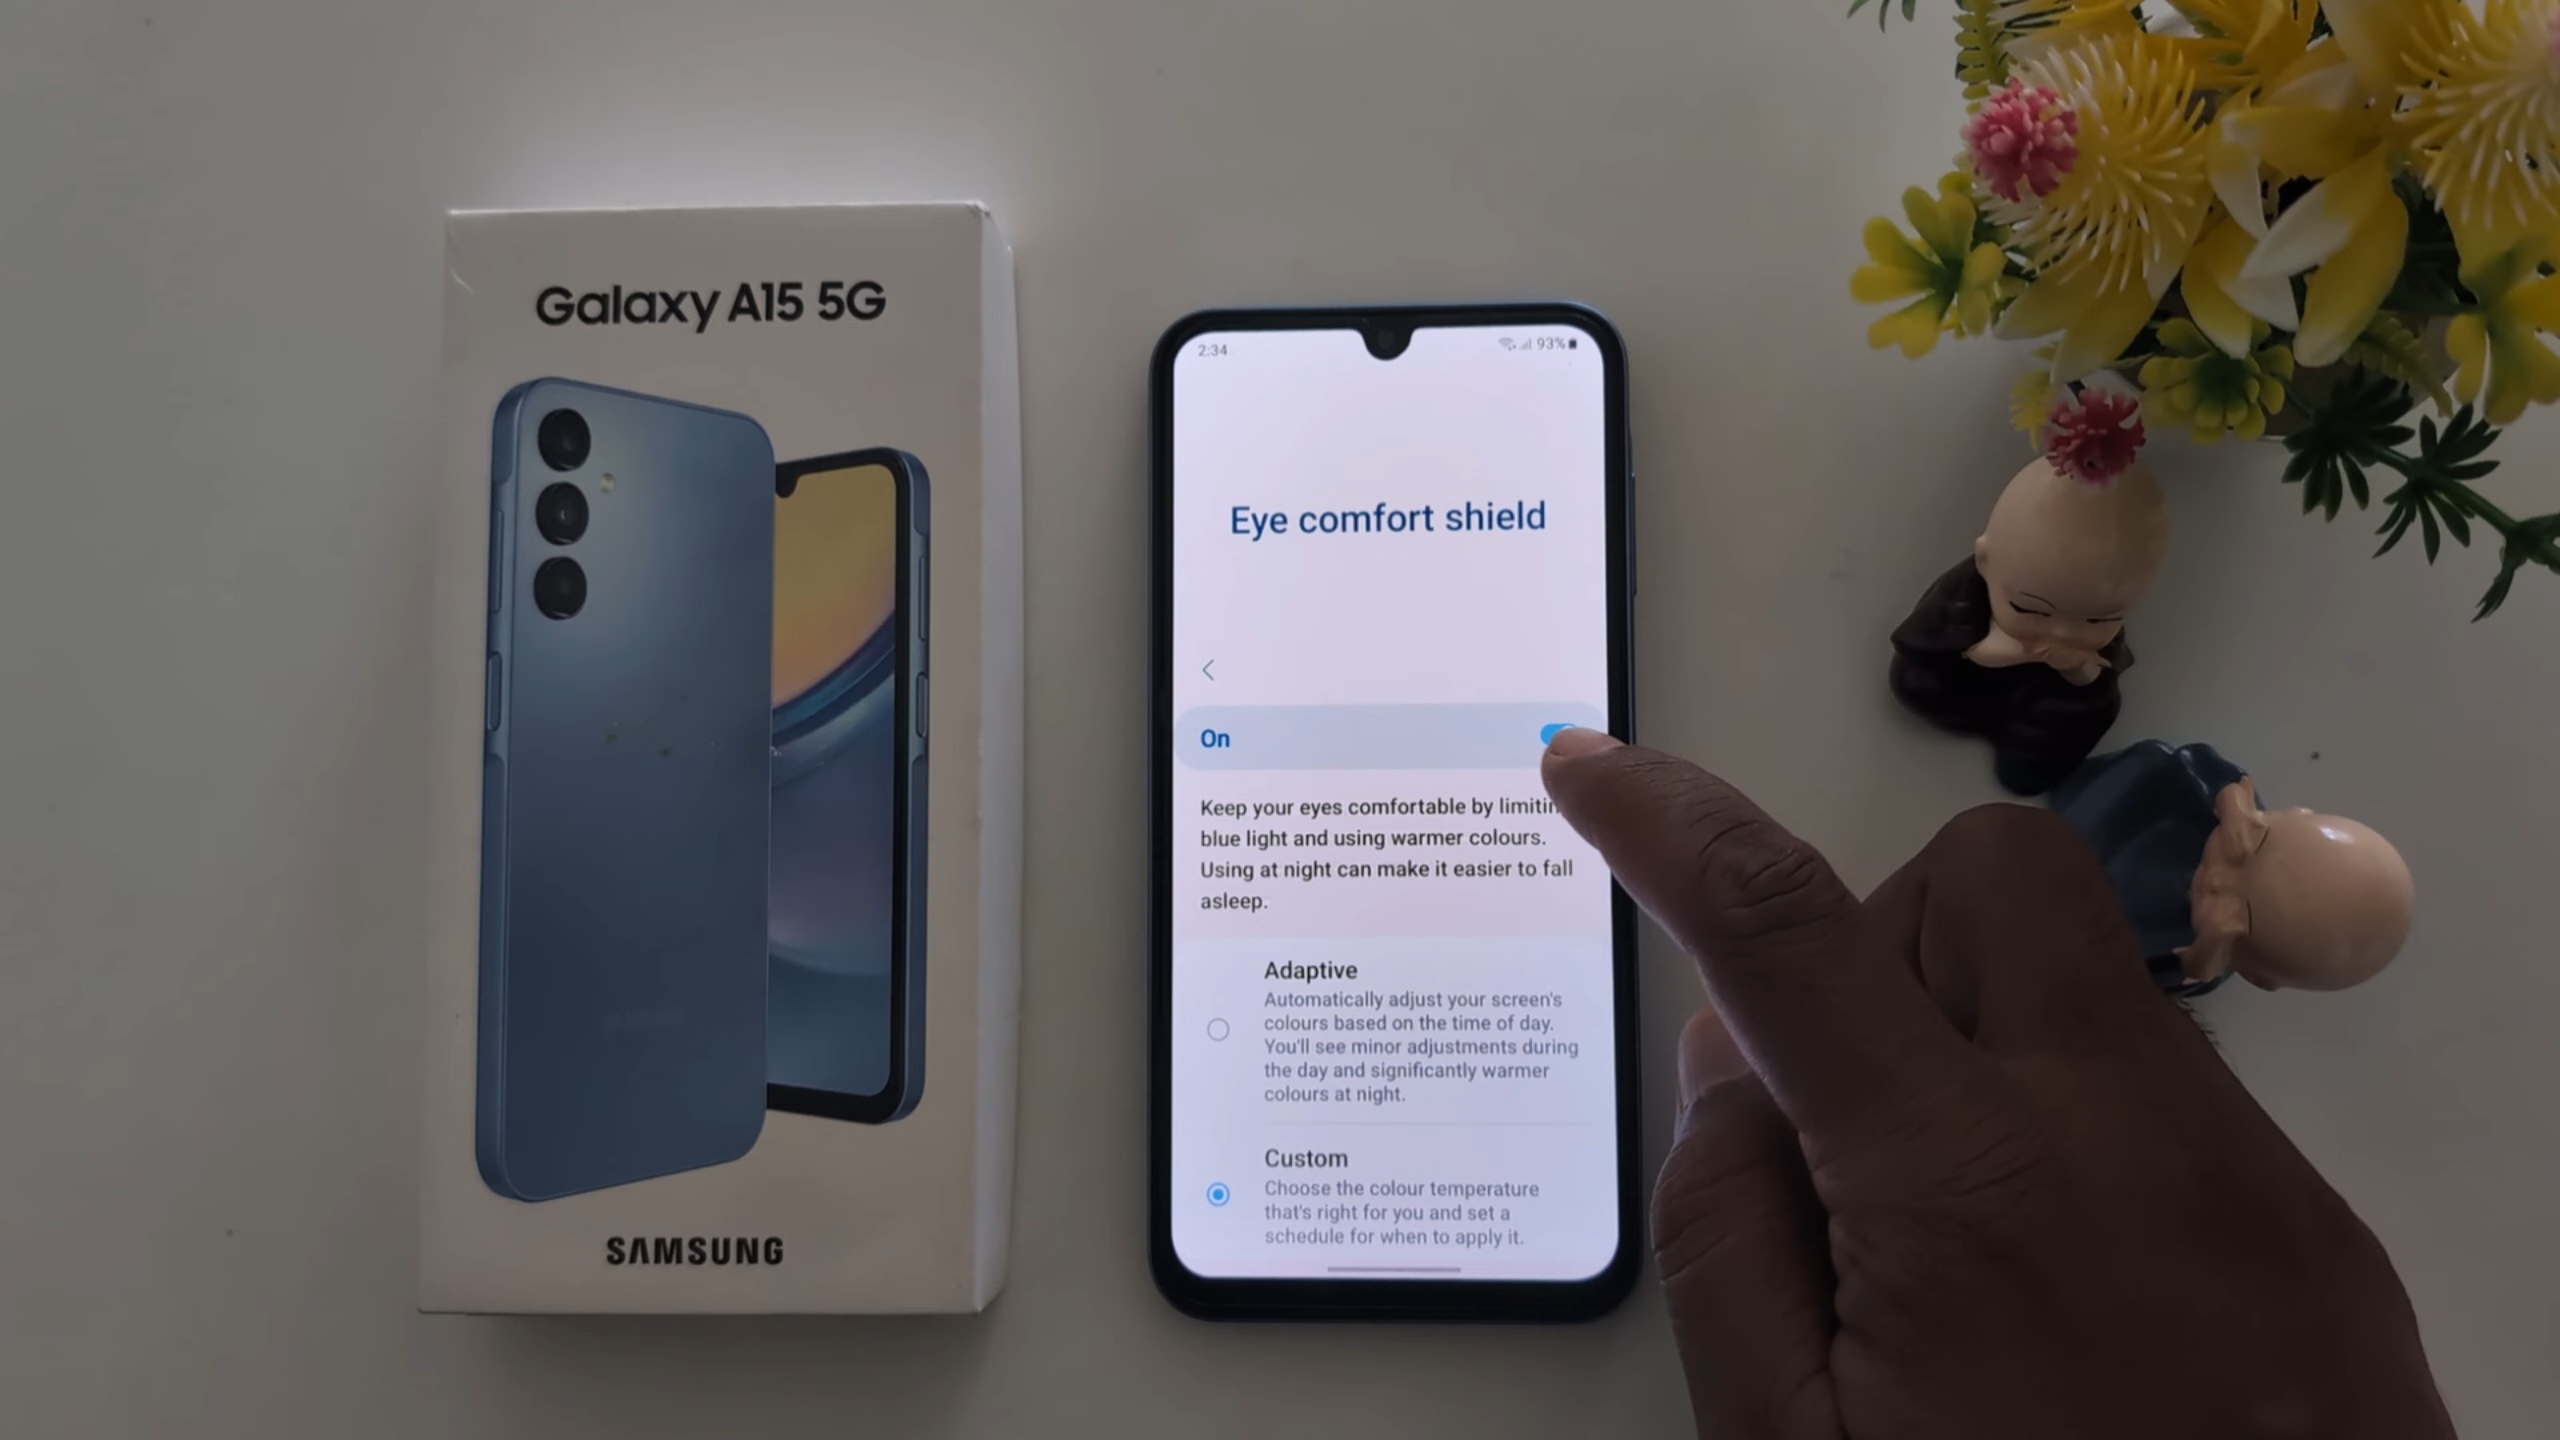 Galaxy A15 5G
SAMSUNG
2:34
93%
Eye comfort shield
On
Keep your eyes comfortable by limitin
blue light and using warmer colours.
Using at night can make it easier to fall
asleep.
Adaptive
Automatically adjust your screen's
colours based on the time of day.
You'll see minor adjustments during
the day and significantly warmer
colours at night.
Custom
Choose the colour temperature
that's right for you and set a
schedule for when to apply it.